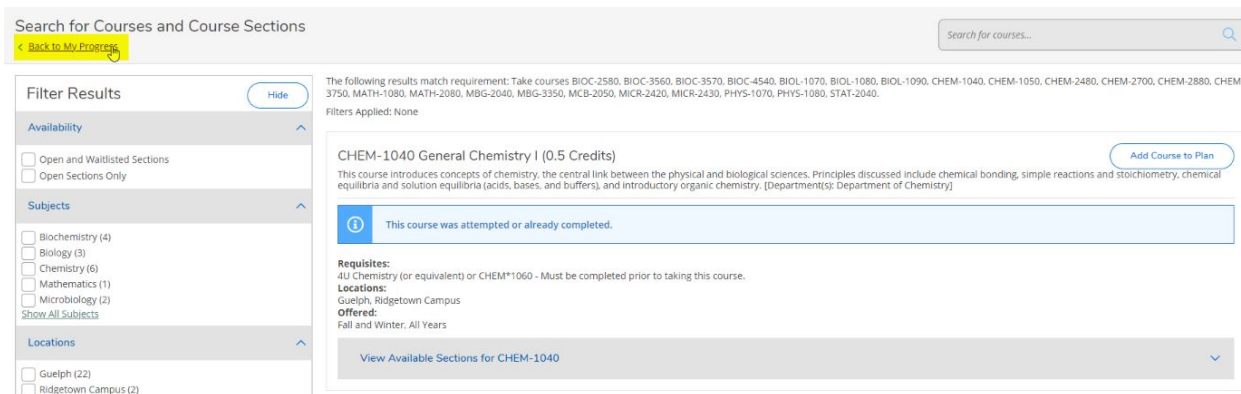 Search for Courses and Course Sections
< Back to My Progress
Search for courses...
Filter Results
Hide
Availability
Open and Waitlisted Sections
Open Sections Only
Subjects
Biochemistry (4)
Biology (3)
Chemistry (6)
Mathematics (1)
Microbiology (2)
Show All Subjects
Locations
Guelph (22)
Ridgetown Campus (2)
The following results match requirement: Take courses BIOC-2580, BIOC-3560, BIOC-3570, BIOC-4540, BIOL-1070, BIOL-1080, BIOL-1090, CHEM-1040, CHEM-1050, CHEM-2480, CHEM-2700, CHEM-2880, CHEM
3750, MATH-1080, MATH-2080, MBG-2040, MBG-3350, MCB-2050, MICR-2420, MICR-2430, PHYS-1070, PHYS-1080, STAT-2040.
Filters Applied: None
CHEM-1040 General Chemistry I (0.5 Credits)
Add Course to Plan
This course introduces concepts of chemistry, the central link between the physical and biological sciences. Principles discussed include chemical bonding, simple reactions and stoichiometry, chemical
equilibria and solution equilibria (acids, bases, and buffers), and introductory organic chemistry. [Department(s): Department of Chemistry]
This course was attempted or already completed.
Requisites:
4U Chemistry (or equivalent) or CHEM*1060 - Must be completed prior to taking this course.
Locations:
Guelph, Ridgetown Campus
Offered:
Fall and Winter, All Years
View Available Sections for CHEM-1040